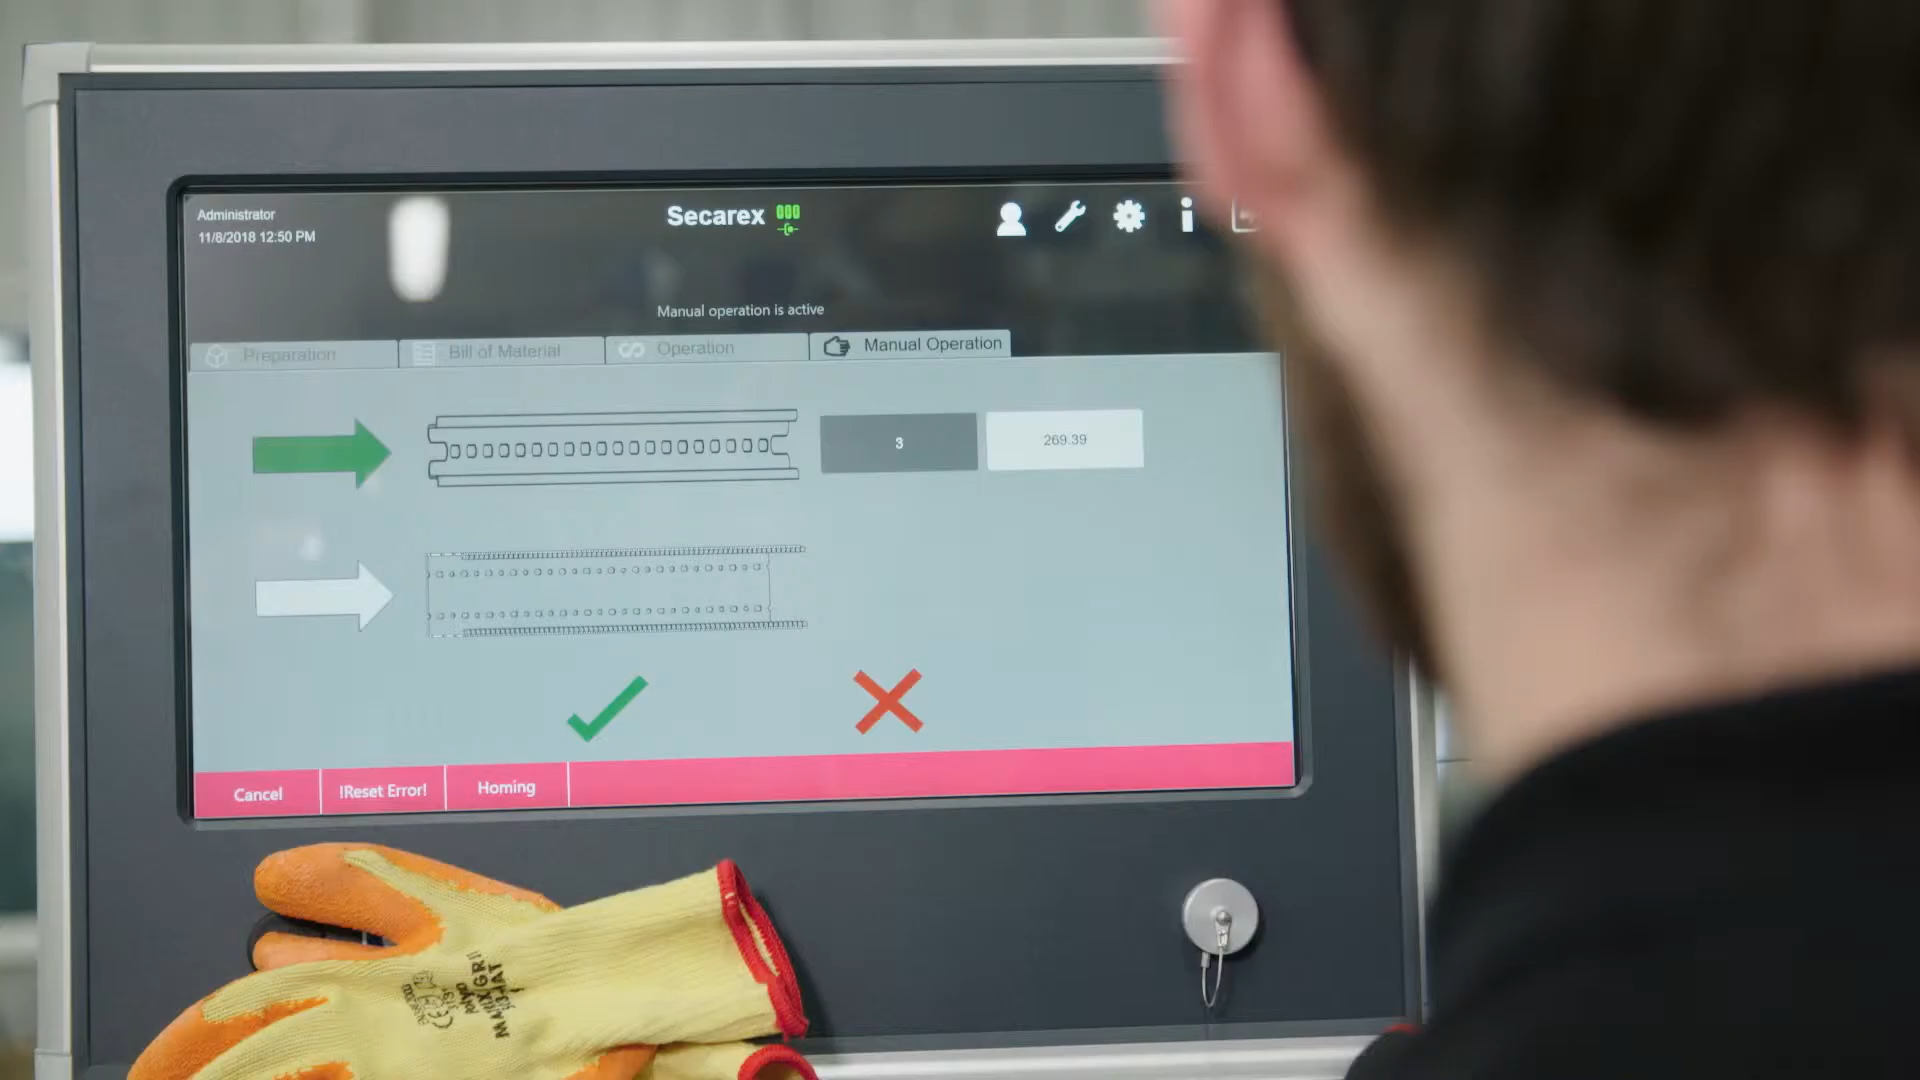 Administrator
11/8/2018 12:50 PM
Secarex
Manual operation is active
Preparation
Bill of Material
Operation
Manual Operation
3
269.39
Cancel
!Reset Error!
Homing